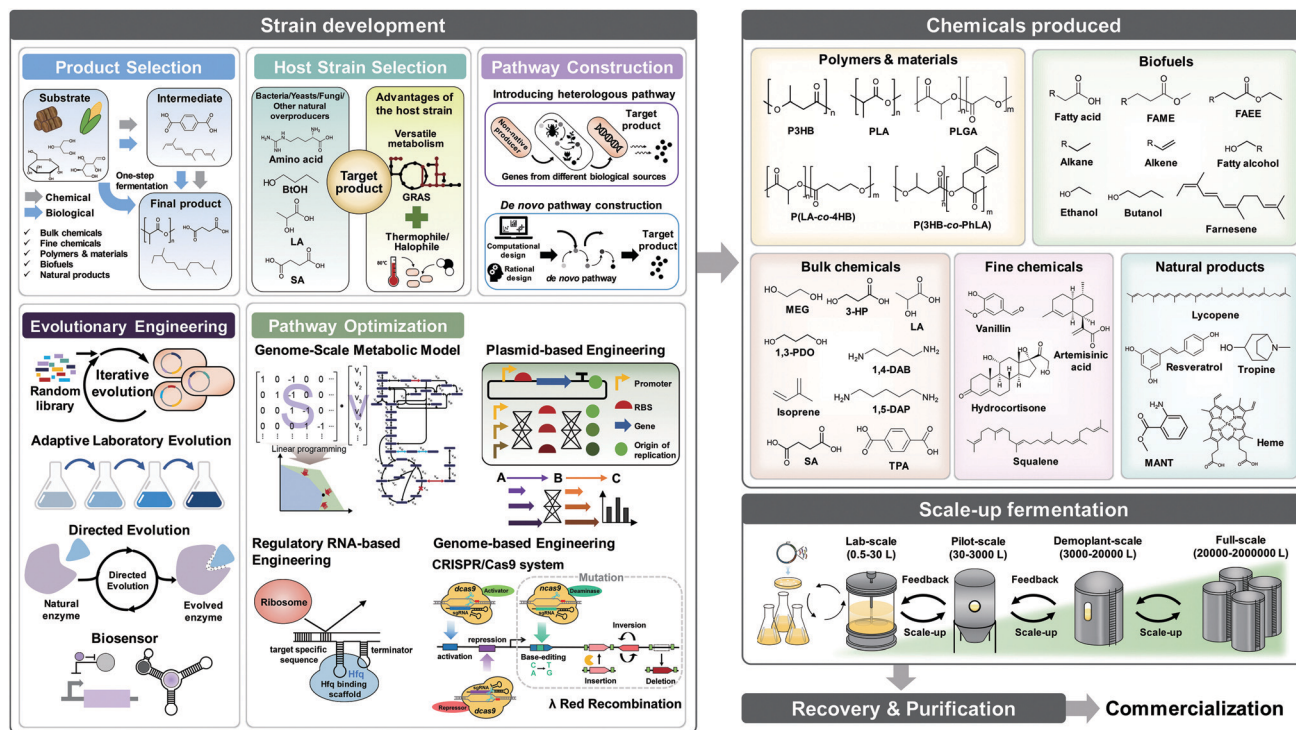 Strain development
Product Selection
Substrate
Intermediate
One-step
fermentation
Chemical
Biological
Final product
✓ Bulk chemicals
✓ Fine chemicals
✓ Polymers & materials
✓ Biofuels
✓ Natural products
Host Strain Selection
Bacteria/Yeasts/Fungi/
Other natural
overproducers
Amino acid
BtOH
LA
SA
Target
product
Advantages of
the host strain
Versatile
metabolism
GRAS
Thermophile/
Halophile
Pathway Construction
Introducing heterologous pathway
Non-native
producer
Target
product
Genes from different biological sources
De novo pathway construction
Computational
design
Rational
design
de novo pathway
Target
product
Evolutionary Engineering
Random
library
Iterative
evolution
Adaptive Laboratory Evolution
Directed Evolution
Directed
Evolution
Natural
enzyme
Evolved
enzyme
Biosensor
Pathway Optimization
Genome-Scale Metabolic Model
1 0 -1 0 0 ...
S • v
Linear programming
Plasmid-based Engineering
Promoter
RBS
Gene
Origin of
replication
A B C
Regulatory RNA-based
Engineering
Ribosome
target specific
sequence
terminator
Hfq
Hfq binding
scaffold
Genome-based Engineering
CRISPR/Cas9 system
dcas9
Activator
sgRNA
activation
repression
Repressor
sgRNA
dcas9
Mutation
ncas9
Deaminase
sgRNA
Base-editing
C T
A G
Inversion
Insertion
Deletion
λ Red Recombination
Chemicals produced
Polymers & materials
P3HB
PLA
PLGA
P(LA-co-4HB)
P(3HB-co-PhLA)
Biofuels
Fatty acid
FAME
FAEE
Alkane
Alkene
Fatty alcohol
Ethanol
Butanol
Farnesene
Bulk chemicals
MEG
3-HP
LA
1,3-PDO
1,4-DAB
Isoprene
1,5-DAP
SA
TPA
Fine chemicals
Vanillin
Artemisinic
acid
Hydrocortisone
Squalene
Natural products
Lycopene
Resveratrol
Tropine
MANT
Heme
Scale-up fermentation
Lab-scale
(0.5-30 L)
Pilot-scale
(30-3000 L)
Demoplant-scale
(3000-20000 L)
Full-scale
(20000-2000000 L)
Feedback
Scale-up
Feedback
Scale-up
Feedback
Scale-up
Recovery & Purification
Commercialization